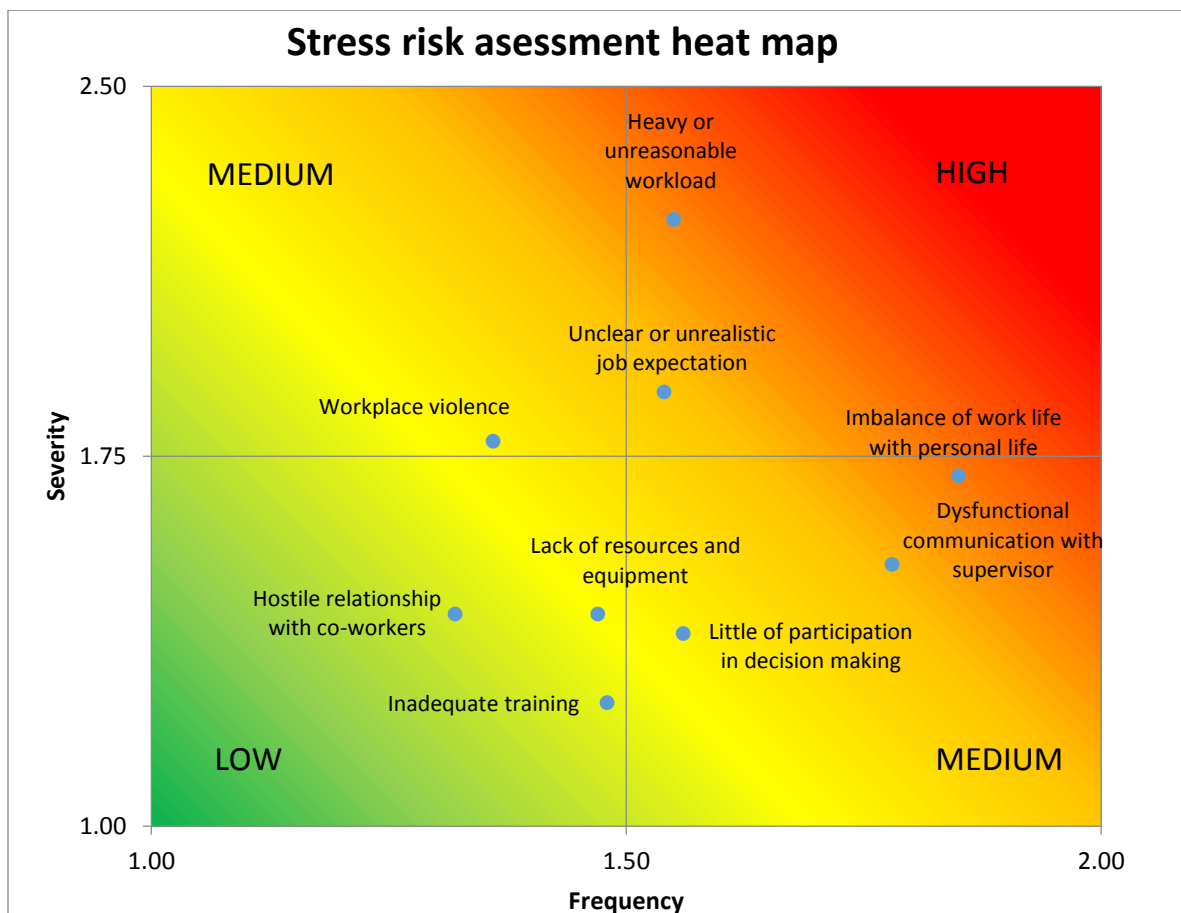 Stress risk asessment heat map
2.50
Heavy or
unreasonable
workload
MEDIUM
HIGH
Unclear or unrealistic
job expectation
Workplace violence
Imbalance of work life
with personal life
Severity
1.75
Dysfunctional
communication with
supervisor
Lack of resources and
equipment
Hostile relationship
with co-workers
Little of participation
in decision making
Inadequate training
LOW
MEDIUM
1.00
1.00
1.50
2.00
Frequency